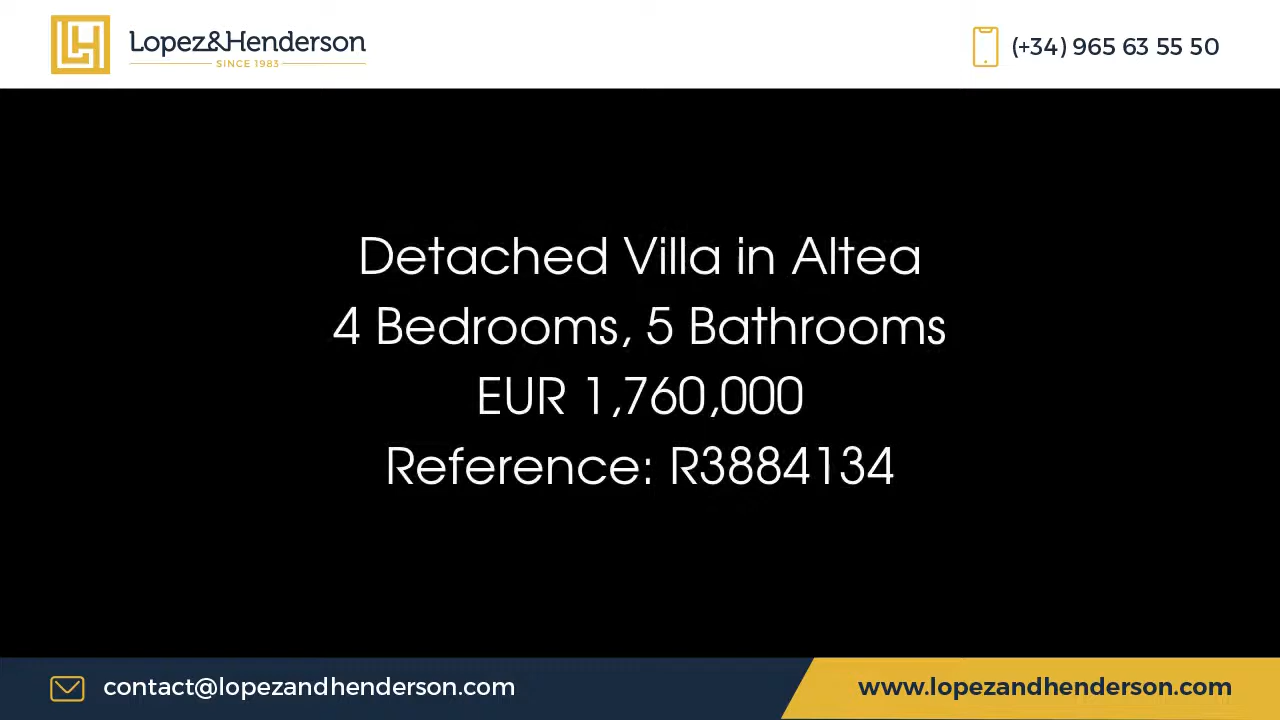 Lopez&Henderson
SINCE 1983
(+34) 965 63 55 50
Detached Villa in Altea
4 Bedrooms, 5 Bathrooms
EUR 1,760,000
Reference: R3884134
contact@lopezandhenderson.com
www.lopezandhenderson.com